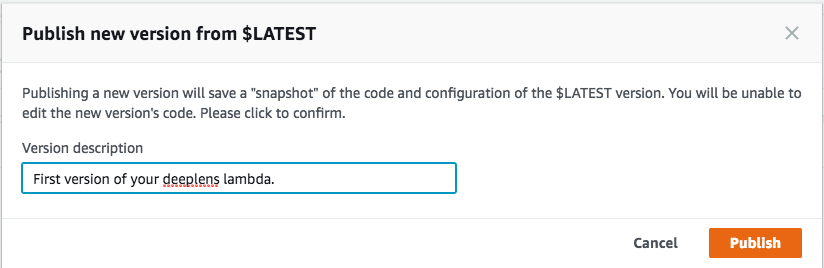 Publish new version from $LATEST
Publishing a new version will save a "snapshot" of the code and configuration of the $LATEST version. You will be unable to
edit the new version's code. Please click to confirm.
Version description
First version of your deeplens lambda.
Cancel
Publish